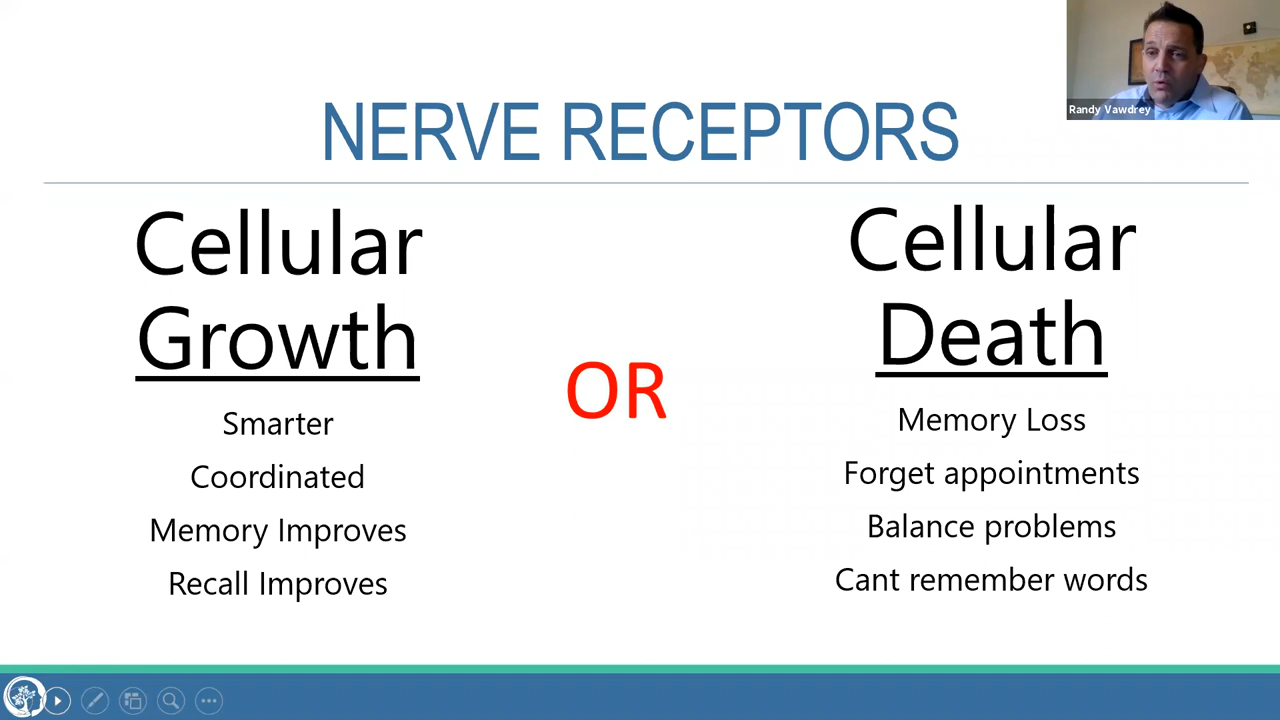 Randy Vawdrey
NERVE RECEPTORS
Cellular
Growth
Smarter
Coordinated
Memory Improves
Recall Improves
OR
Cellular
Death
Memory Loss
Forget appointments
Balance problems
Cant remember words